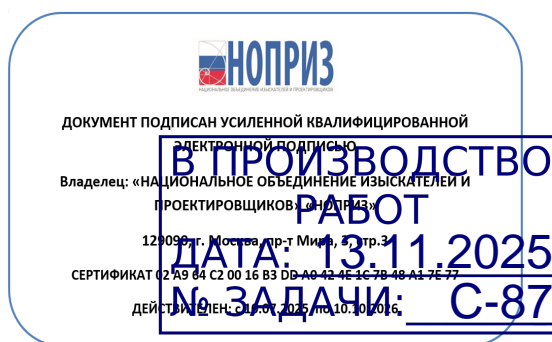 НОПРИЗ
НАЦИОНАЛЬНОЕ ОБЪЕДИНЕНИЕ ИЗЫСКАТЕЛЕЙ И ПРОЕКТИРОВЩИКОВ
ДОКУМЕНТ ПОДПИСАН УСИЛЕННОЙ КВАЛИФИЦИРОВАННОЙ
ЭЛЕКТРОННОЙ ПОДПИСЬЮ
Владелец: «НАЦИОНАЛЬНОЕ ОБЪЕДИНЕНИЕ ИЗЫСКАТЕЛЕЙ И
ПРОЕКТИРОВЩИКОВ» «НОПРИЗ»
129090, г. Москва, пр-т Мира, 3, стр.3
СЕРТИФИКАТ 02 A9 64 C2 00 16 B3 DD A0 42 4E 1C 7B 48 A1 7E 77
ДЕЙСТВИТЕЛЕН: с 10.07.2025 по 10.10.2026
В ПРОИЗВОДСТВО
РАБОТ
ДАТА: 13.11.2025
№ ЗАДАЧИ: С-87